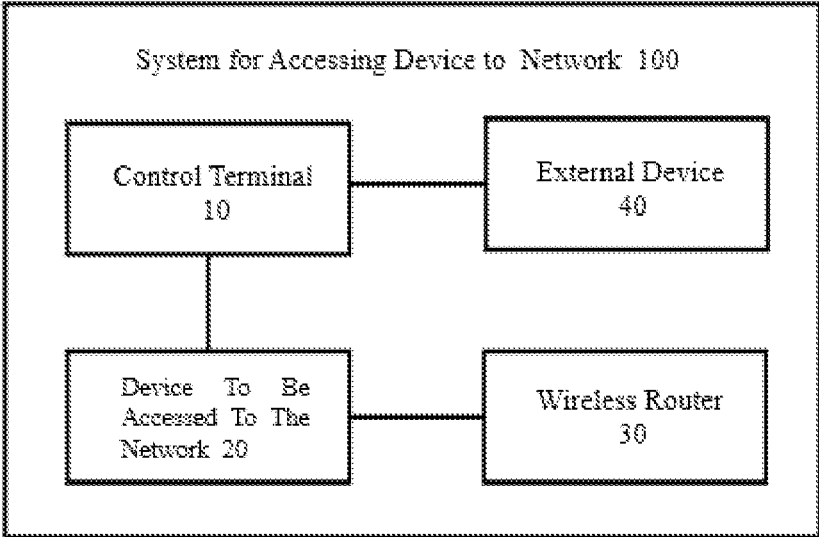 System for Accessing Device to Network 100
Control Terminal
10
External Device
40
Device To Be
Accessed To The
Network 20
Wireless Router
30